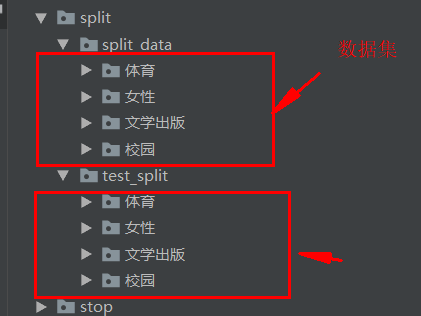 split
split_data
数据集
体育
女性
文学出版
校园
test_split
体育
女性
文学出版
校园
stop